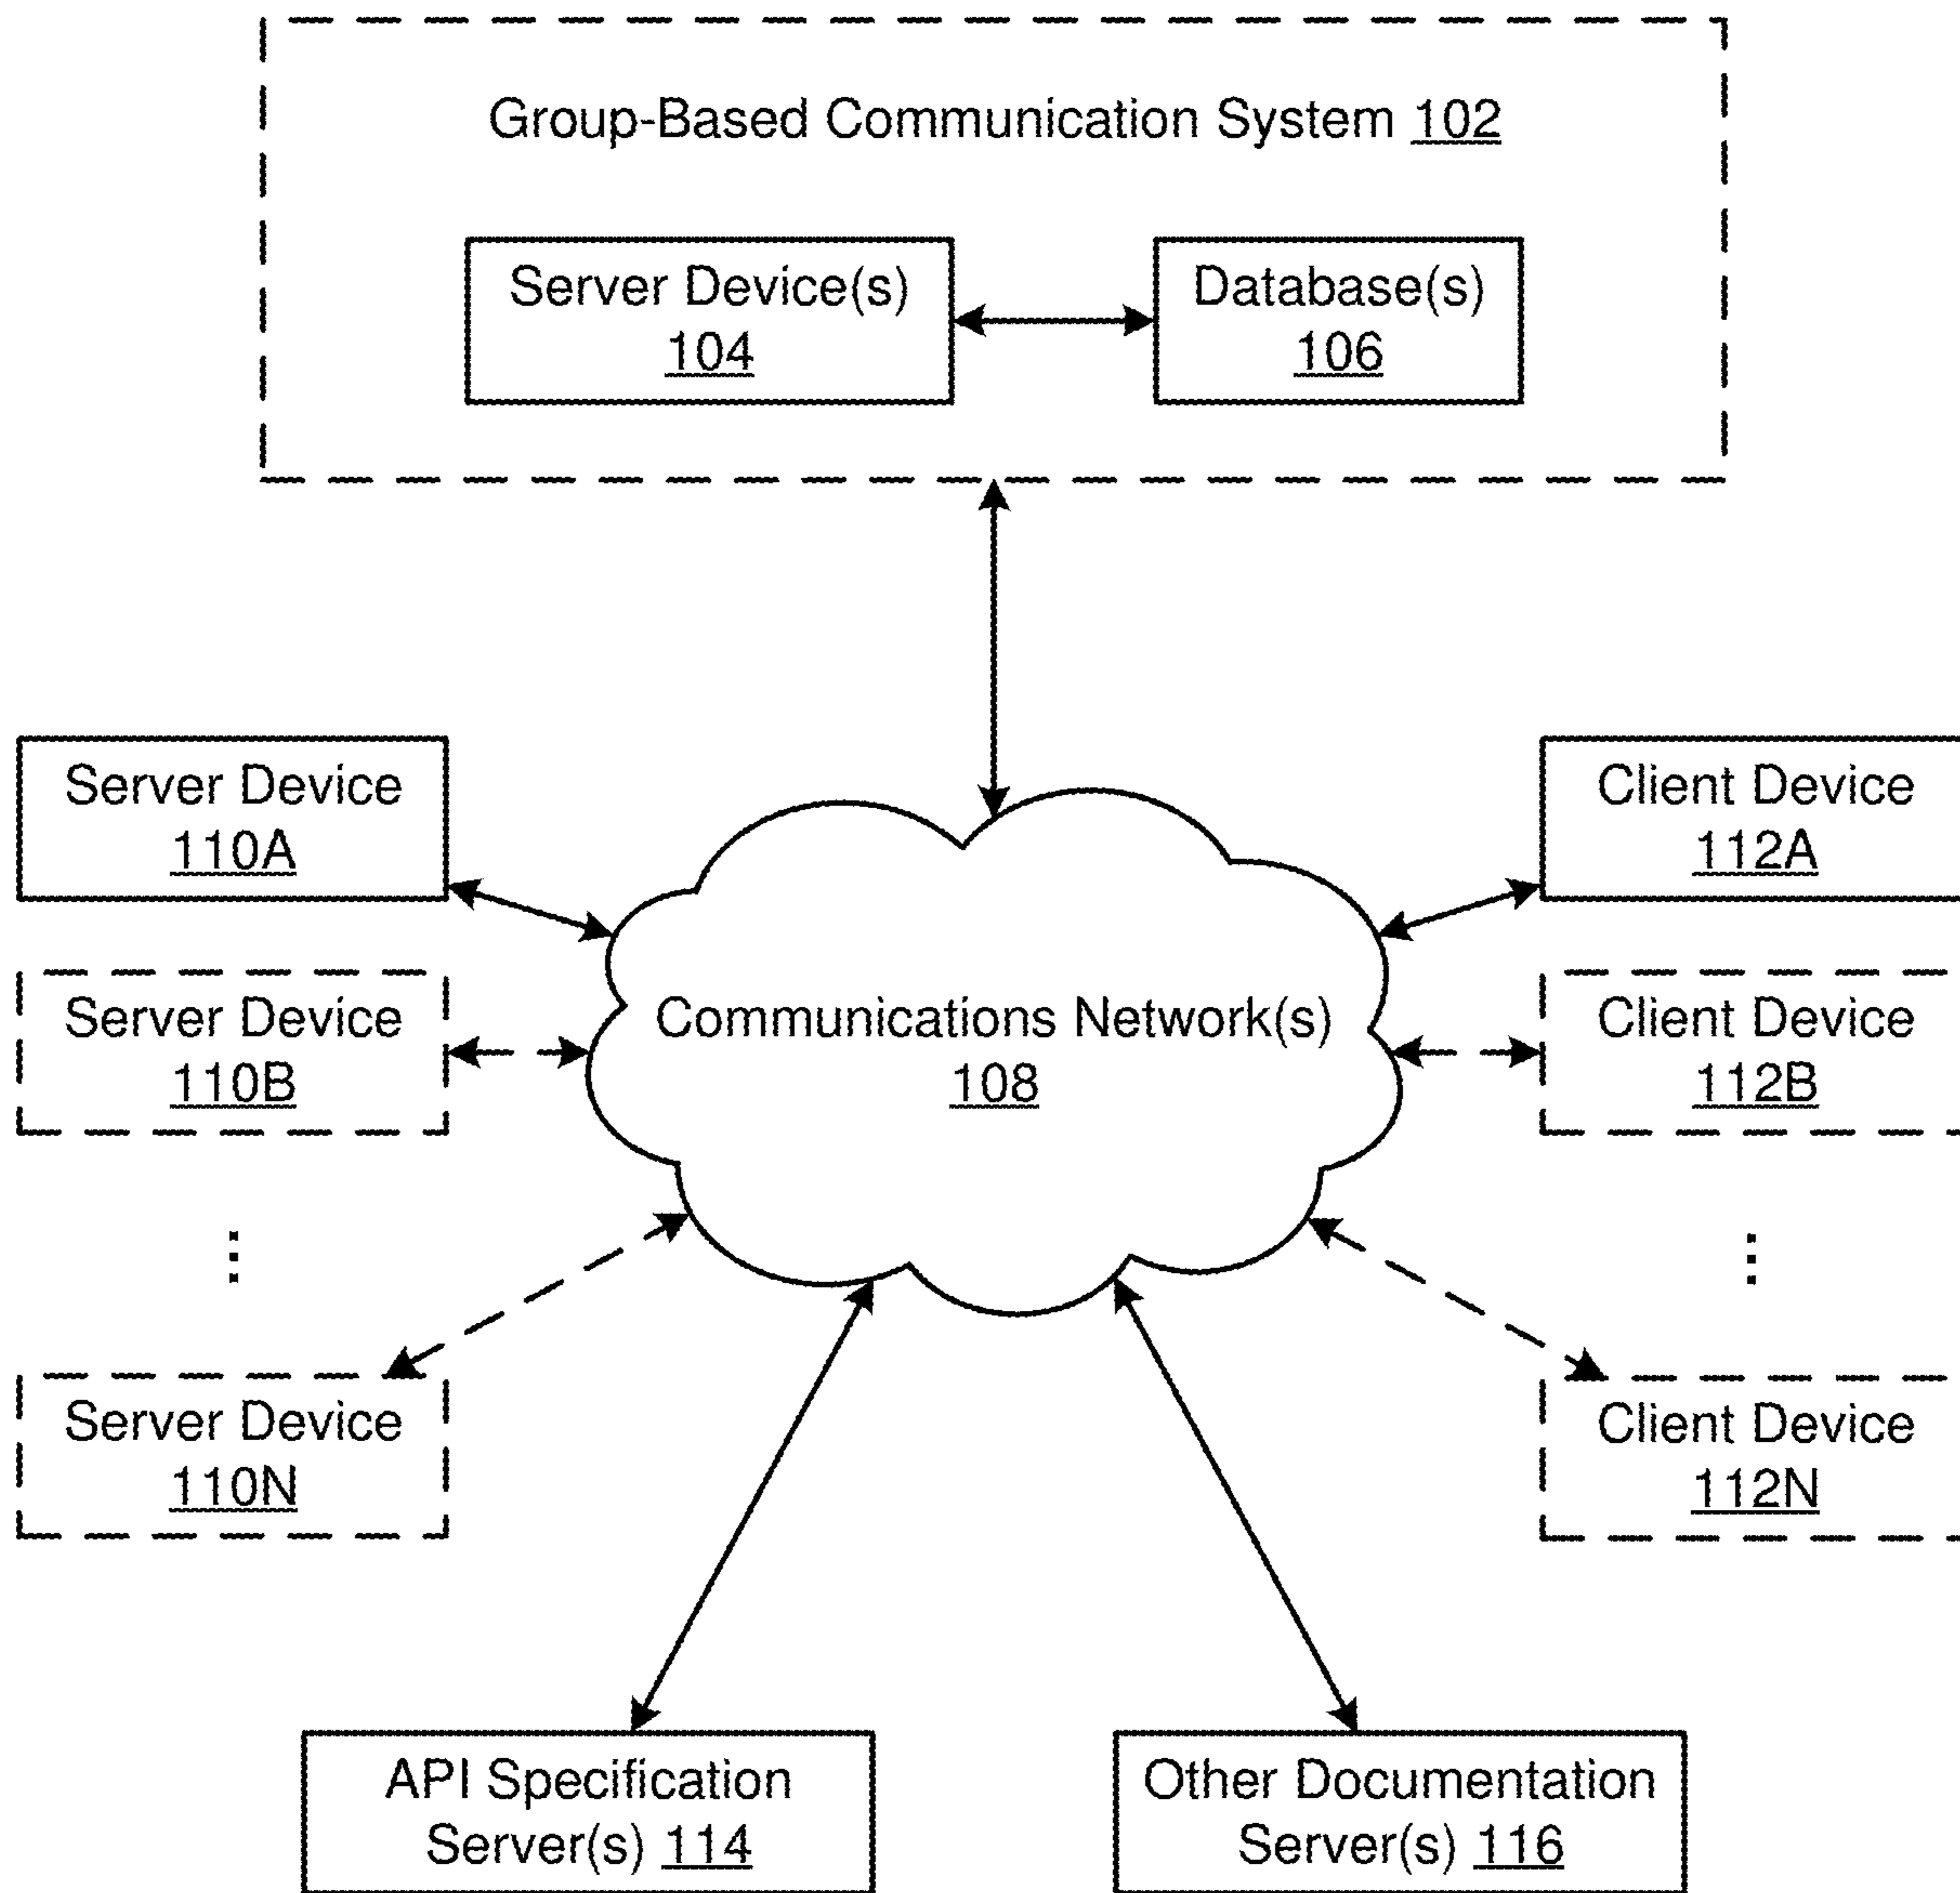 Group-Based Communication System 102
Server Device(s)
104
Database(s)
106
Server Device
110A
Client Device
112A
Server Device
110B
Communications Network(s)
108
Client Device
112B
Server Device
110N
Client Device
112N
API Specification
Server(s) 114
Other Documentation
Server(s) 116